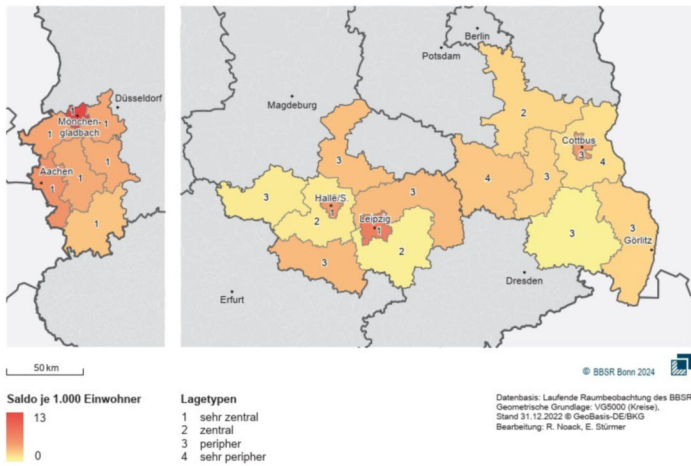 Düsseldorf
1
Mönchen-
gladbach
1
1
Aachen
1
1
1
1
Berlin
Potsdam
Magdeburg
2
Cottbus
3
4
3
3
4
3
3
Halle/S.
1
2
3
Leipzig
1
2
3
3
3
Görlitz
Dresden
Erfurt
50 km
© BBSR Bonn 2024
Saldo je 1.000 Einwohner
13
0
Lagetypen
1 sehr zentral
2 zentral
3 peripher
4 sehr peripher
Datenbasis: Laufende Raumbeobachtung des BBSR
Geometrische Grundlage: VG5000 (Kreise),
Stand 31.12.2022 © GeoBasis-DE/BKG
Bearbeitung: R. Noack, E. Stürmer